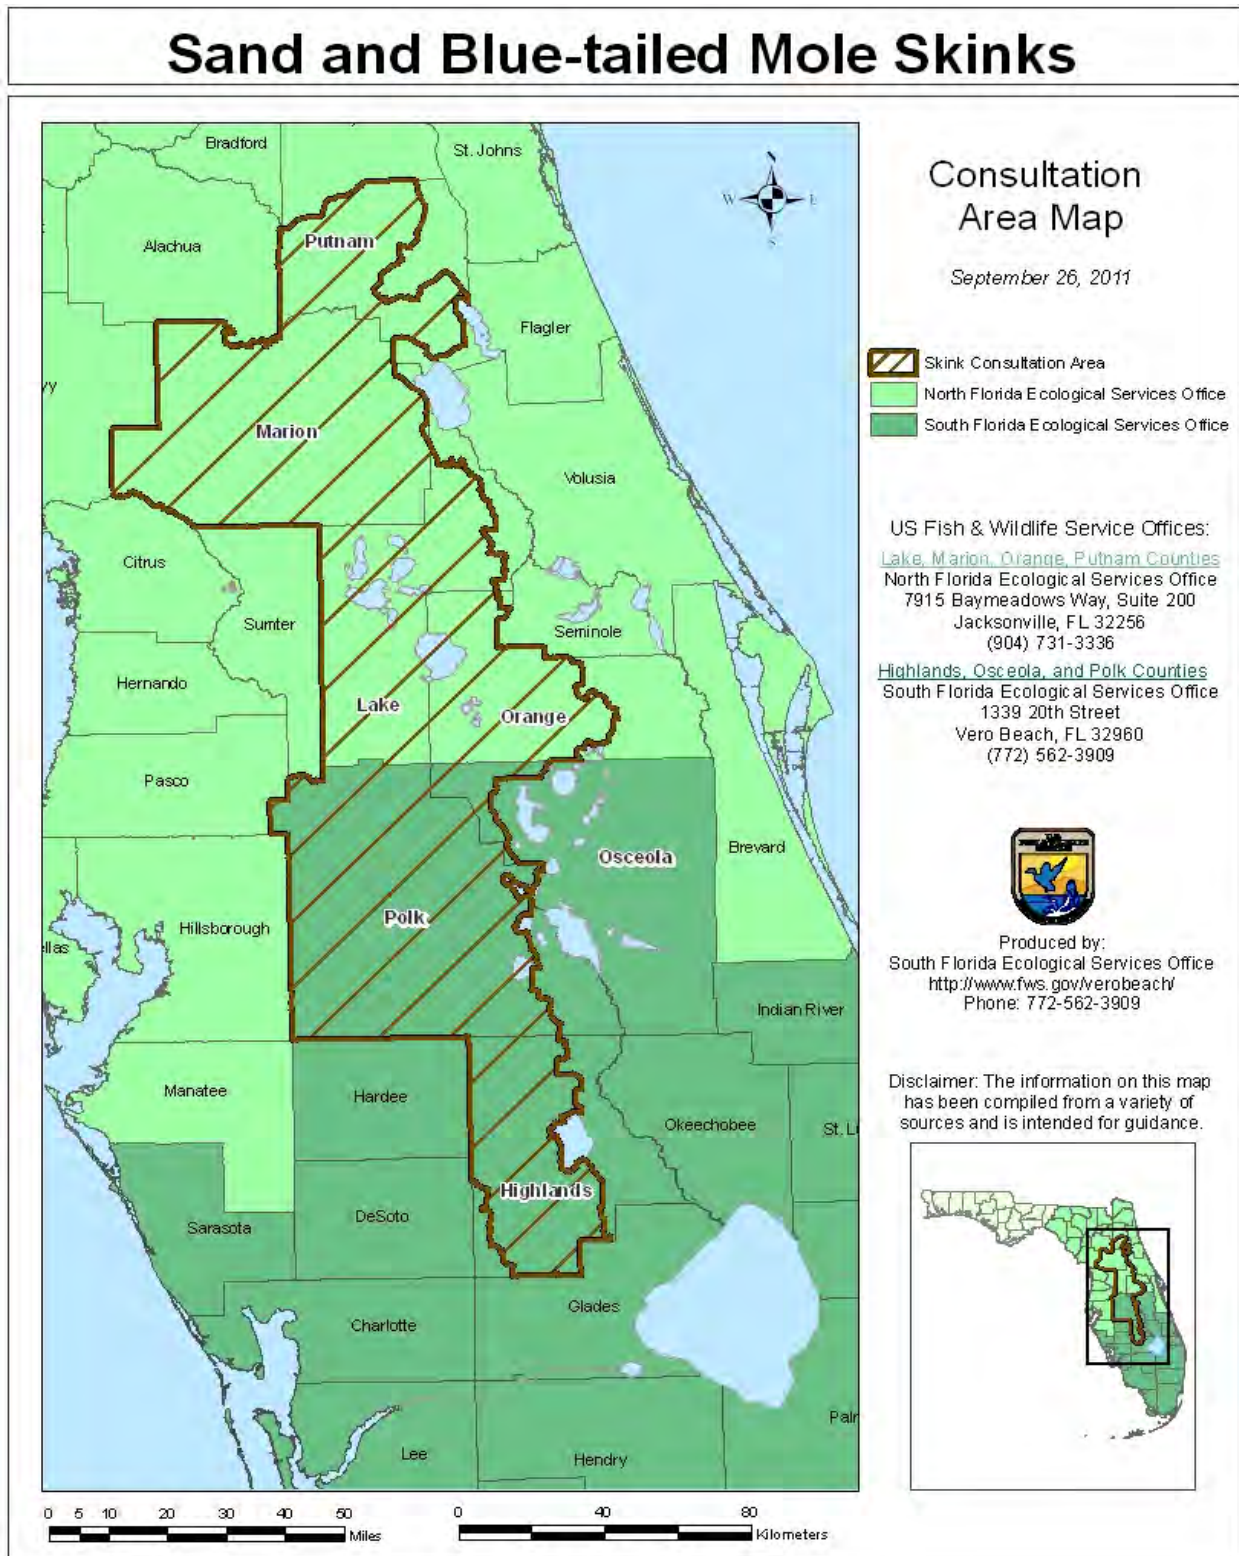 Sand and Blue-tailed Mole Skinks
Consultation
Area Map
September 26, 2011
Skink Consultation Area
North Florida Ecological Services Office
South Florida Ecological Services Office
US Fish & Wildlife Service Offices:
Lake, Marion, Orange, Putnam Counties
North Florida Ecological Services Office
7915 Baymeadows Way, Suite 200
Jacksonville, FL 32256
(904) 731-3336
Highlands, Osceola, and Polk Counties
South Florida Ecological Services Office
1339 20th Street
Vero Beach, FL 32960
(772) 562-3909
Produced by:
South Florida Ecological Services Office
http://www.fws.gov/verobeach/
Phone: 772-562-3909
Disclaimer: The information on this map
has been compiled from a variety of
sources and is intended for guidance.
Bradford
St. Johns
N
W
E
S
Alachua
Putnam
Flagler
vy
Marion
Volusia
Citrus
Sumter
Seminole
Hernando
Lake
Orange
Pasco
Osceola
Brevard
Polk
Hillsborough
llas
Indian River
Manatee
Hardee
Okeechobee
St. L
Highlands
DeSoto
Sarasota
Glades
Charlotte
Palm
Lee
Hendry
0 5 10 20 30 40 50
Miles
0 40 80
Kilometers